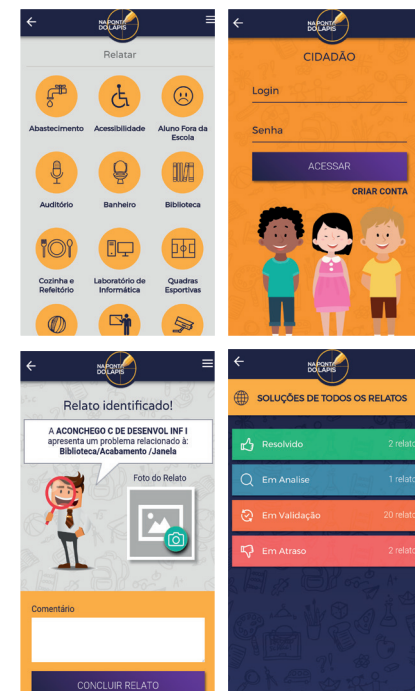 NA PONTA
DO LÁPIS
Relatar
Abastecimento
Acessibilidade
Aluno Fora da
Escola
Auditório
Banheiro
Biblioteca
Cozinha e
Refeitório
Laboratório de
Informática
Quadras
Esportivas
NA PONTA
DO LÁPIS
CIDADÃO
Login
Senha
ACESSAR
CRIAR CONTA
NA PONTA
DO LÁPIS
Relato identificado!
A ACONCHEGO C DE DESENVOL INF I
apresenta um problema relacionado à:
Biblioteca/Acabamento /Janela
Foto do Relato
Comentário
CONCLUIR RELATO
NA PONTA
DO LÁPIS
SOLUÇÕES DE TODOS OS RELATOS
Resolvido 2 relato
Em Analise 1 relato
Em Validação 20 relato
Em Atraso 2 relato